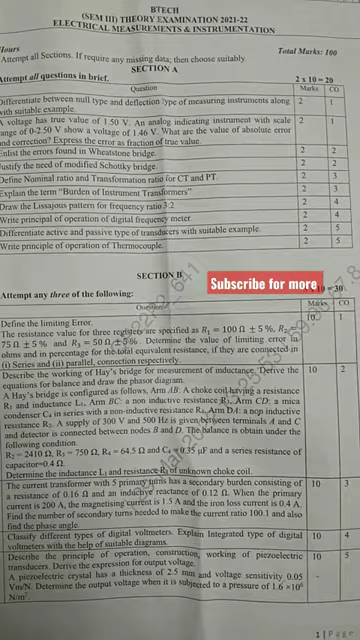 BTECH
(SEM III) THEORY EXAMINATION 2021-22
ELECTRICAL MEASUREMENTS & INSTRUMENTATION
Hours
Total Marks: 100
Attempt all Sections. If require any missing data; then choose suitably.
SECTION A
Attempt all questions in brief.
2 x 10 = 20
Question Marks CO
Differentiate between null type and deflection type of measuring instruments along 2 1
with suitable example.
A voltage has true value of 1.50 V. An analog indicating instrument with scale 2 1
range of 0-2.50 V show a voltage of 1.46 V. What are the value of absolute error
and correction? Express the error as fraction of true value.
Enlist the errors found in Wheatstone bridge. 2 2
Justify the need of modified Schottky bridge. 2 2
Define Nominal ratio and Transformation ratio for CT and PT. 2 3
Explain the term "Burden of Instrument Transformers" 2 3
Draw the Lissajous pattern for frequency ratio 3:2 2 4
Write principal of operation of digital frequency meter. 2 4
Differentiate active and passive type of transducers with suitable example. 2 5
Write principle of operation of Thermocouple. 2 5
SECTION B
Subscribe for more
Attempt any three of the following:
10 = 30
Question Marks CO
Define the limiting Error. 10 1
The resistance value for three registers are specified as R₁ = 100 Ω ± 5 %, R₂ =
75 Ω ± 5 % and R₃ = 50 Ω ± 5%. Determine the value of limiting error in
ohms and in percentage for the total equivalent resistance, if they are connected in
(i) Series and (ii) parallel, connection respectively.
Describe the working of Hay's bridge for measurement of inductance. Derive the 10 2
equations for balance and draw the phasor diagram.
A Hay's bridge is configured as follows, Arm AB: A choke coil having a resistance
R₁ and inductance L₁, Arm BC: a non inductive resistance R₃, Arm CD: a mica
condenser C₄ in series with a non-inductive resistance R₄, Arm DA: a non inductive
resistance R₂. A supply of 300 V and 500 Hz is given between terminals A and C
and detector is connected between nodes B and D. The balance is obtain under the
following condition.
R₂ = 2410 Ω, R₃ = 750 Ω, R₄ = 64.5 Ω and C₄ = 0.35 μF and a series resistance of
capacitor=0.4 Ω.
Determine the inductance L₁ and resistance R₁ of unknown choke coil.
The current transformer with 5 primary turns has a secondary burden consisting of 10 3
a resistance of 0.16 Ω and an inductive reactance of 0.12 Ω. When the primary
current is 200 A, the magnetising current is 1.5 A and the iron loss current is 0.4 A.
Find the number of secondary turns needed to make the current ratio 100:1 and also
find the phase angle.
Classify different types of digital voltmeters. Explain Integrated type of digital 10 4
voltmeters with the help of suitable diagrams.
Describe the principle of operation, construction, working of piezoelectric 10 5
transducers. Derive the expression for output voltage.
A piezoelectric crystal has a thickness of 2.5 mm and voltage sensitivity 0.05
Vm/N. Determine the output voltage when it is subjected to a pressure of 1.6 ×10⁶
N/m².
1 | Page